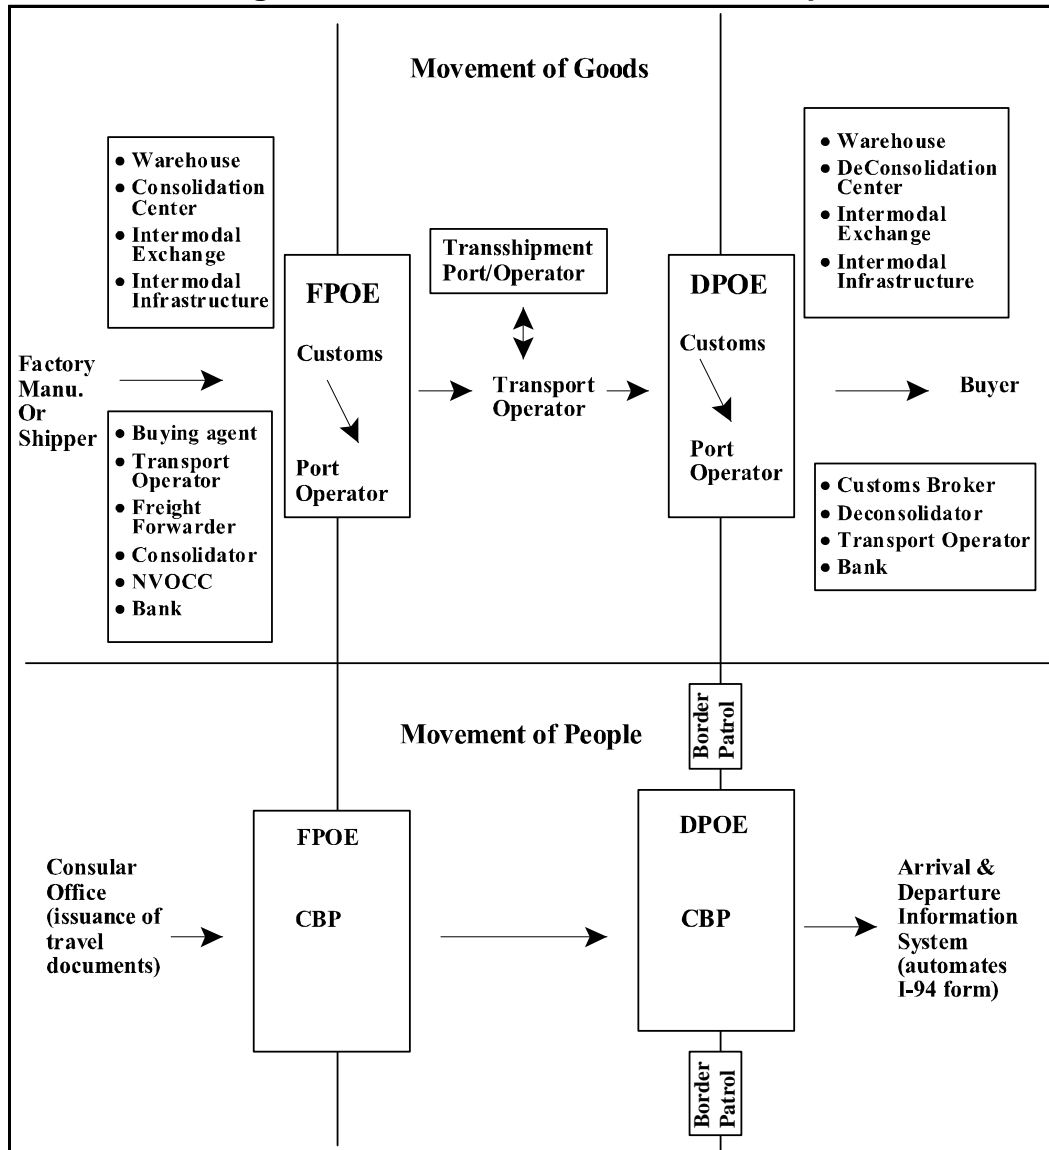 Movement of Goods
● Warehouse
● Consolidation
Center
● Intermodal
Exchange
● Intermodal
Infrastructure
● Warehouse
● DeConsolidation
Center
● Intermodal
Exchange
● Intermodal
Infrastructure
Transshipment
Port/Operator
FPOE
Customs
Port
Operator
DPOE
Customs
Port
Operator
Factory
Manu.
Or
Shipper
Transport
Operator
Buyer
● Buying agent
● Transport
Operator
● Freight
Forwarder
● Consolidator
● NVOCC
● Bank
● Customs Broker
● Deconsolidator
● Transport Operator
● Bank
Movement of People
Border
Patrol
FPOE
CBP
DPOE
CBP
Consular
Office
(issuance of
travel
documents)
Arrival &
Departure
Information
System
(automates
I-94 form)
Border
Patrol